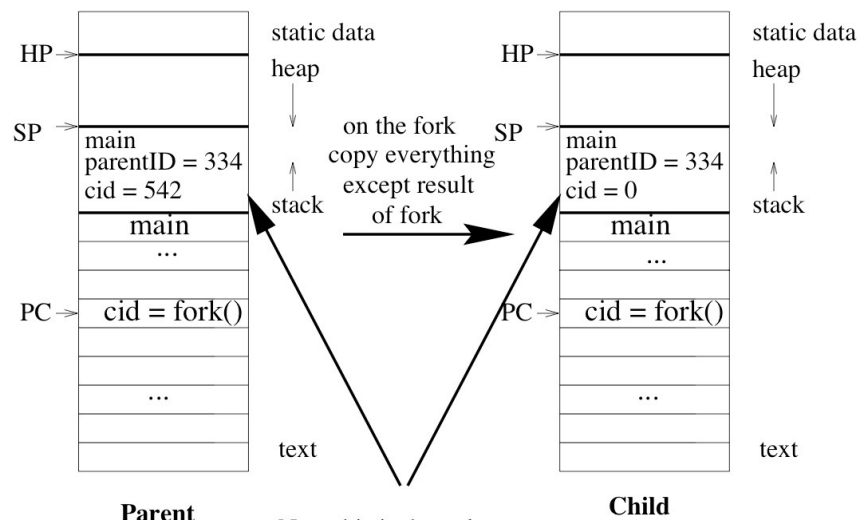 static data
HP
heap
SP
main
parentID = 334
cid = 542
stack
main
...
PC
cid = fork()
...
text
Parent
on the fork
copy everything
except result
of fork
static data
HP
heap
SP
main
parentID = 334
cid = 0
stack
main
...
PC
cid = fork()
...
text
Child